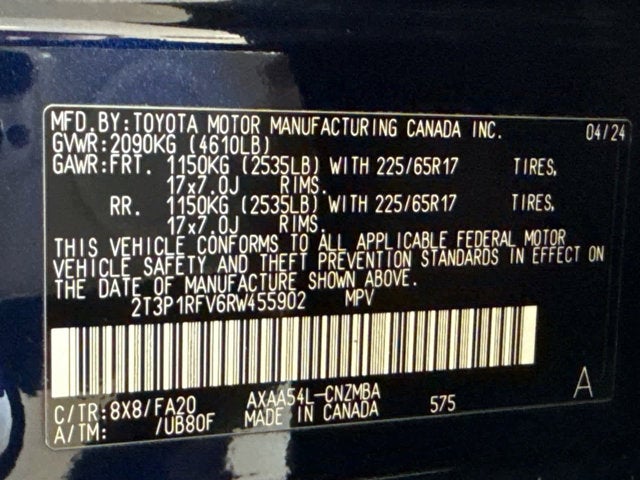 MFD.BY:TOYOTA MOTOR MANUFACTURING CANADA INC. 04/24
GVWR:2090KG (4610LB)
GAWR:FRT. 1150KG (2535LB) WITH 225/65R17 TIRES,
17x7.0J RIMS.
RR. 1150KG (2535LB) WITH 225/65R17 TIRES,
17x7.0J RIMS.
THIS VEHICLE CONFORMS TO ALL APPLICABLE FEDERAL MOTOR
VEHICLE SAFETY AND THEFT PREVENTION STANDARDS IN EFFECT ON
THE DATE OF MANUFACTURE SHOWN ABOVE.
2T3P1RFV6RW455902 MPV
C/TR:8X8/FA20 AXAA54L-CNZMBA 575 A
A/TM: /UB80F MADE IN CANADA